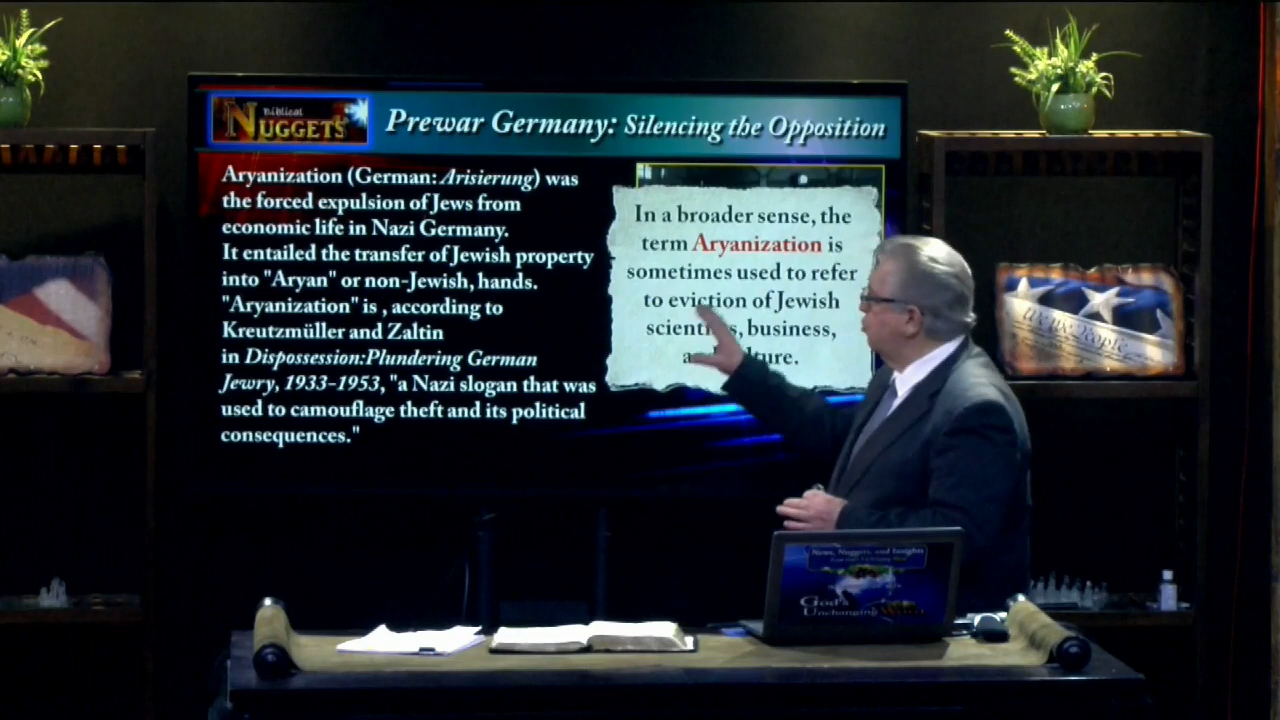 Biblical
NUGGETS
Prewar Germany: Silencing the Opposition
Aryanization (German: Arisierung) was
the forced expulsion of Jews from
economic life in Nazi Germany.
It entailed the transfer of Jewish property
into "Aryan" or non-Jewish, hands.
"Aryanization" is , according to
Kreutzmüller and Zaltin
in Dispossession:Plundering German
Jewry, 1933-1953, "a Nazi slogan that was
used to camouflage theft and its political
consequences."
In a broader sense, the
term Aryanization is
sometimes used to refer
to eviction of Jewish
business,
We the People
News, Nuggets, and Insights
God's
Unchanging Word